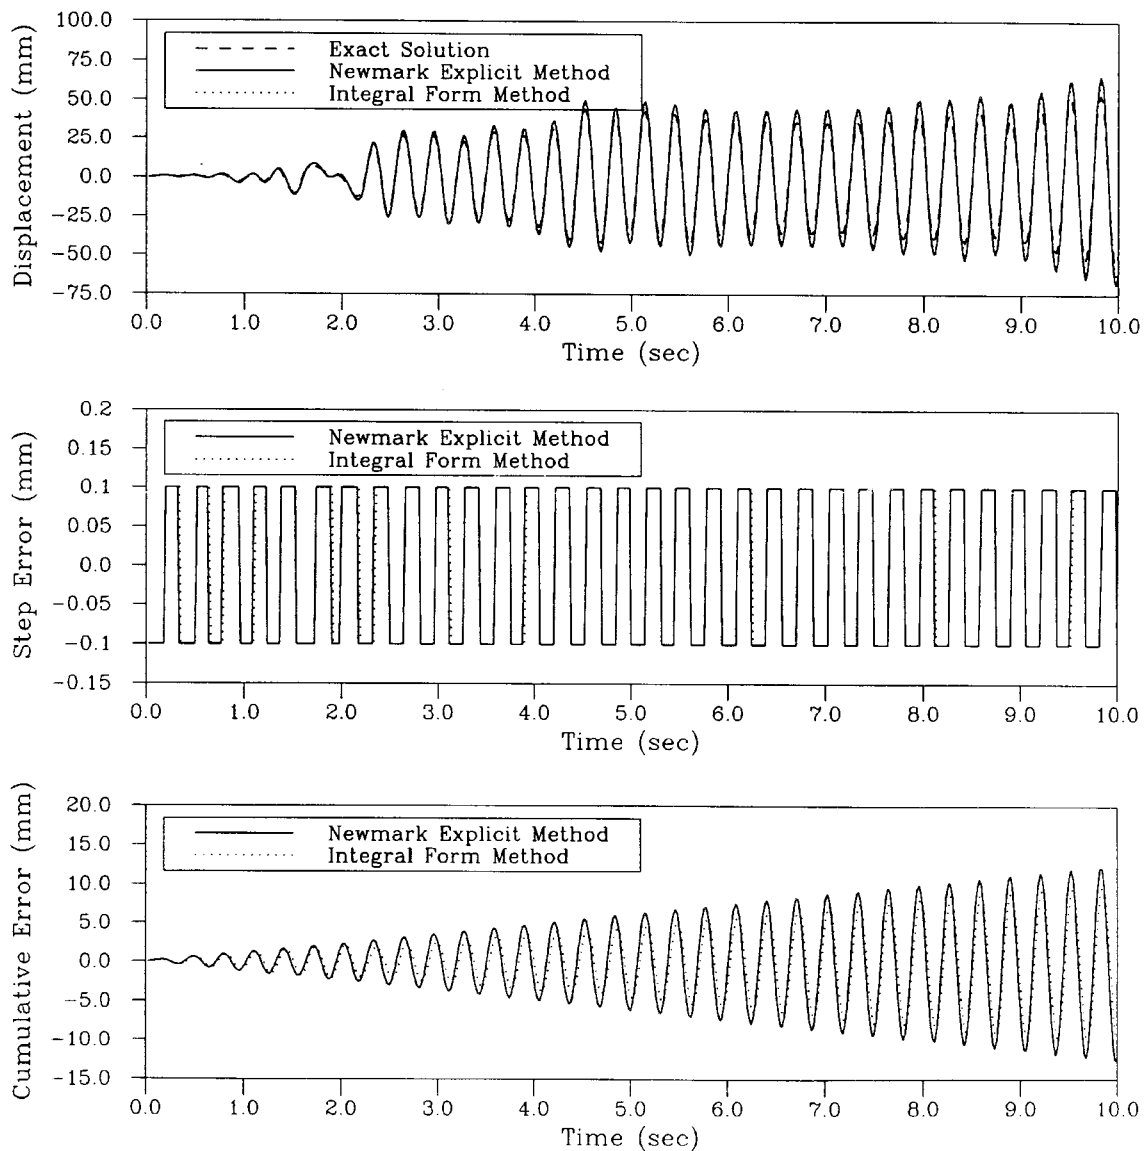 100.0
75.0
50.0
25.0
0.0
−25.0
−50.0
−75.0
Displacement (mm)
Exact Solution
Newmark Explicit Method
Integral Form Method
0.0 1.0 2.0 3.0 4.0 5.0 6.0 7.0 8.0 9.0 10.0
Time (sec)
0.2
0.15
0.1
0.05
0.0
−0.05
−0.1
−0.15
Step Error (mm)
Newmark Explicit Method
Integral Form Method
0.0 1.0 2.0 3.0 4.0 5.0 6.0 7.0 8.0 9.0 10.0
Time (sec)
20.0
15.0
10.0
5.0
0.0
−5.0
−10.0
−15.0
Cumulative Error (mm)
Newmark Explicit Method
Integral Form Method
0.0 1.0 2.0 3.0 4.0 5.0 6.0 7.0 8.0 9.0 10.0
Time (sec)